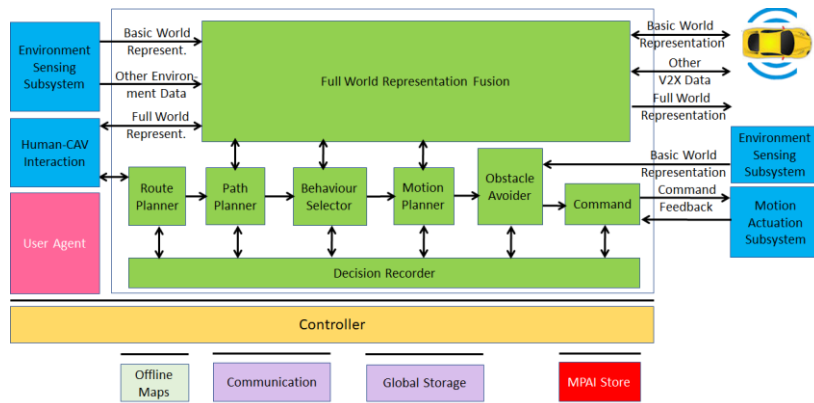 Environment
Sensing
Subsystem
Basic World
Represent.
Other Environ-
ment Data
Full World
Represent.
Full World Representation Fusion
Basic World
Representation
Other
V2X Data
Full World
Representation
Human-CAV
Interaction
User Agent
Route
Planner
Path
Planner
Behaviour
Selector
Motion
Planner
Obstacle
Avoider
Command
Basic World
Representation
Command
Feedback
Environment
Sensing
Subsystem
Motion
Actuation
Subsystem
Decision Recorder
Controller
Offline
Maps
Communication
Global Storage
MPAI Store